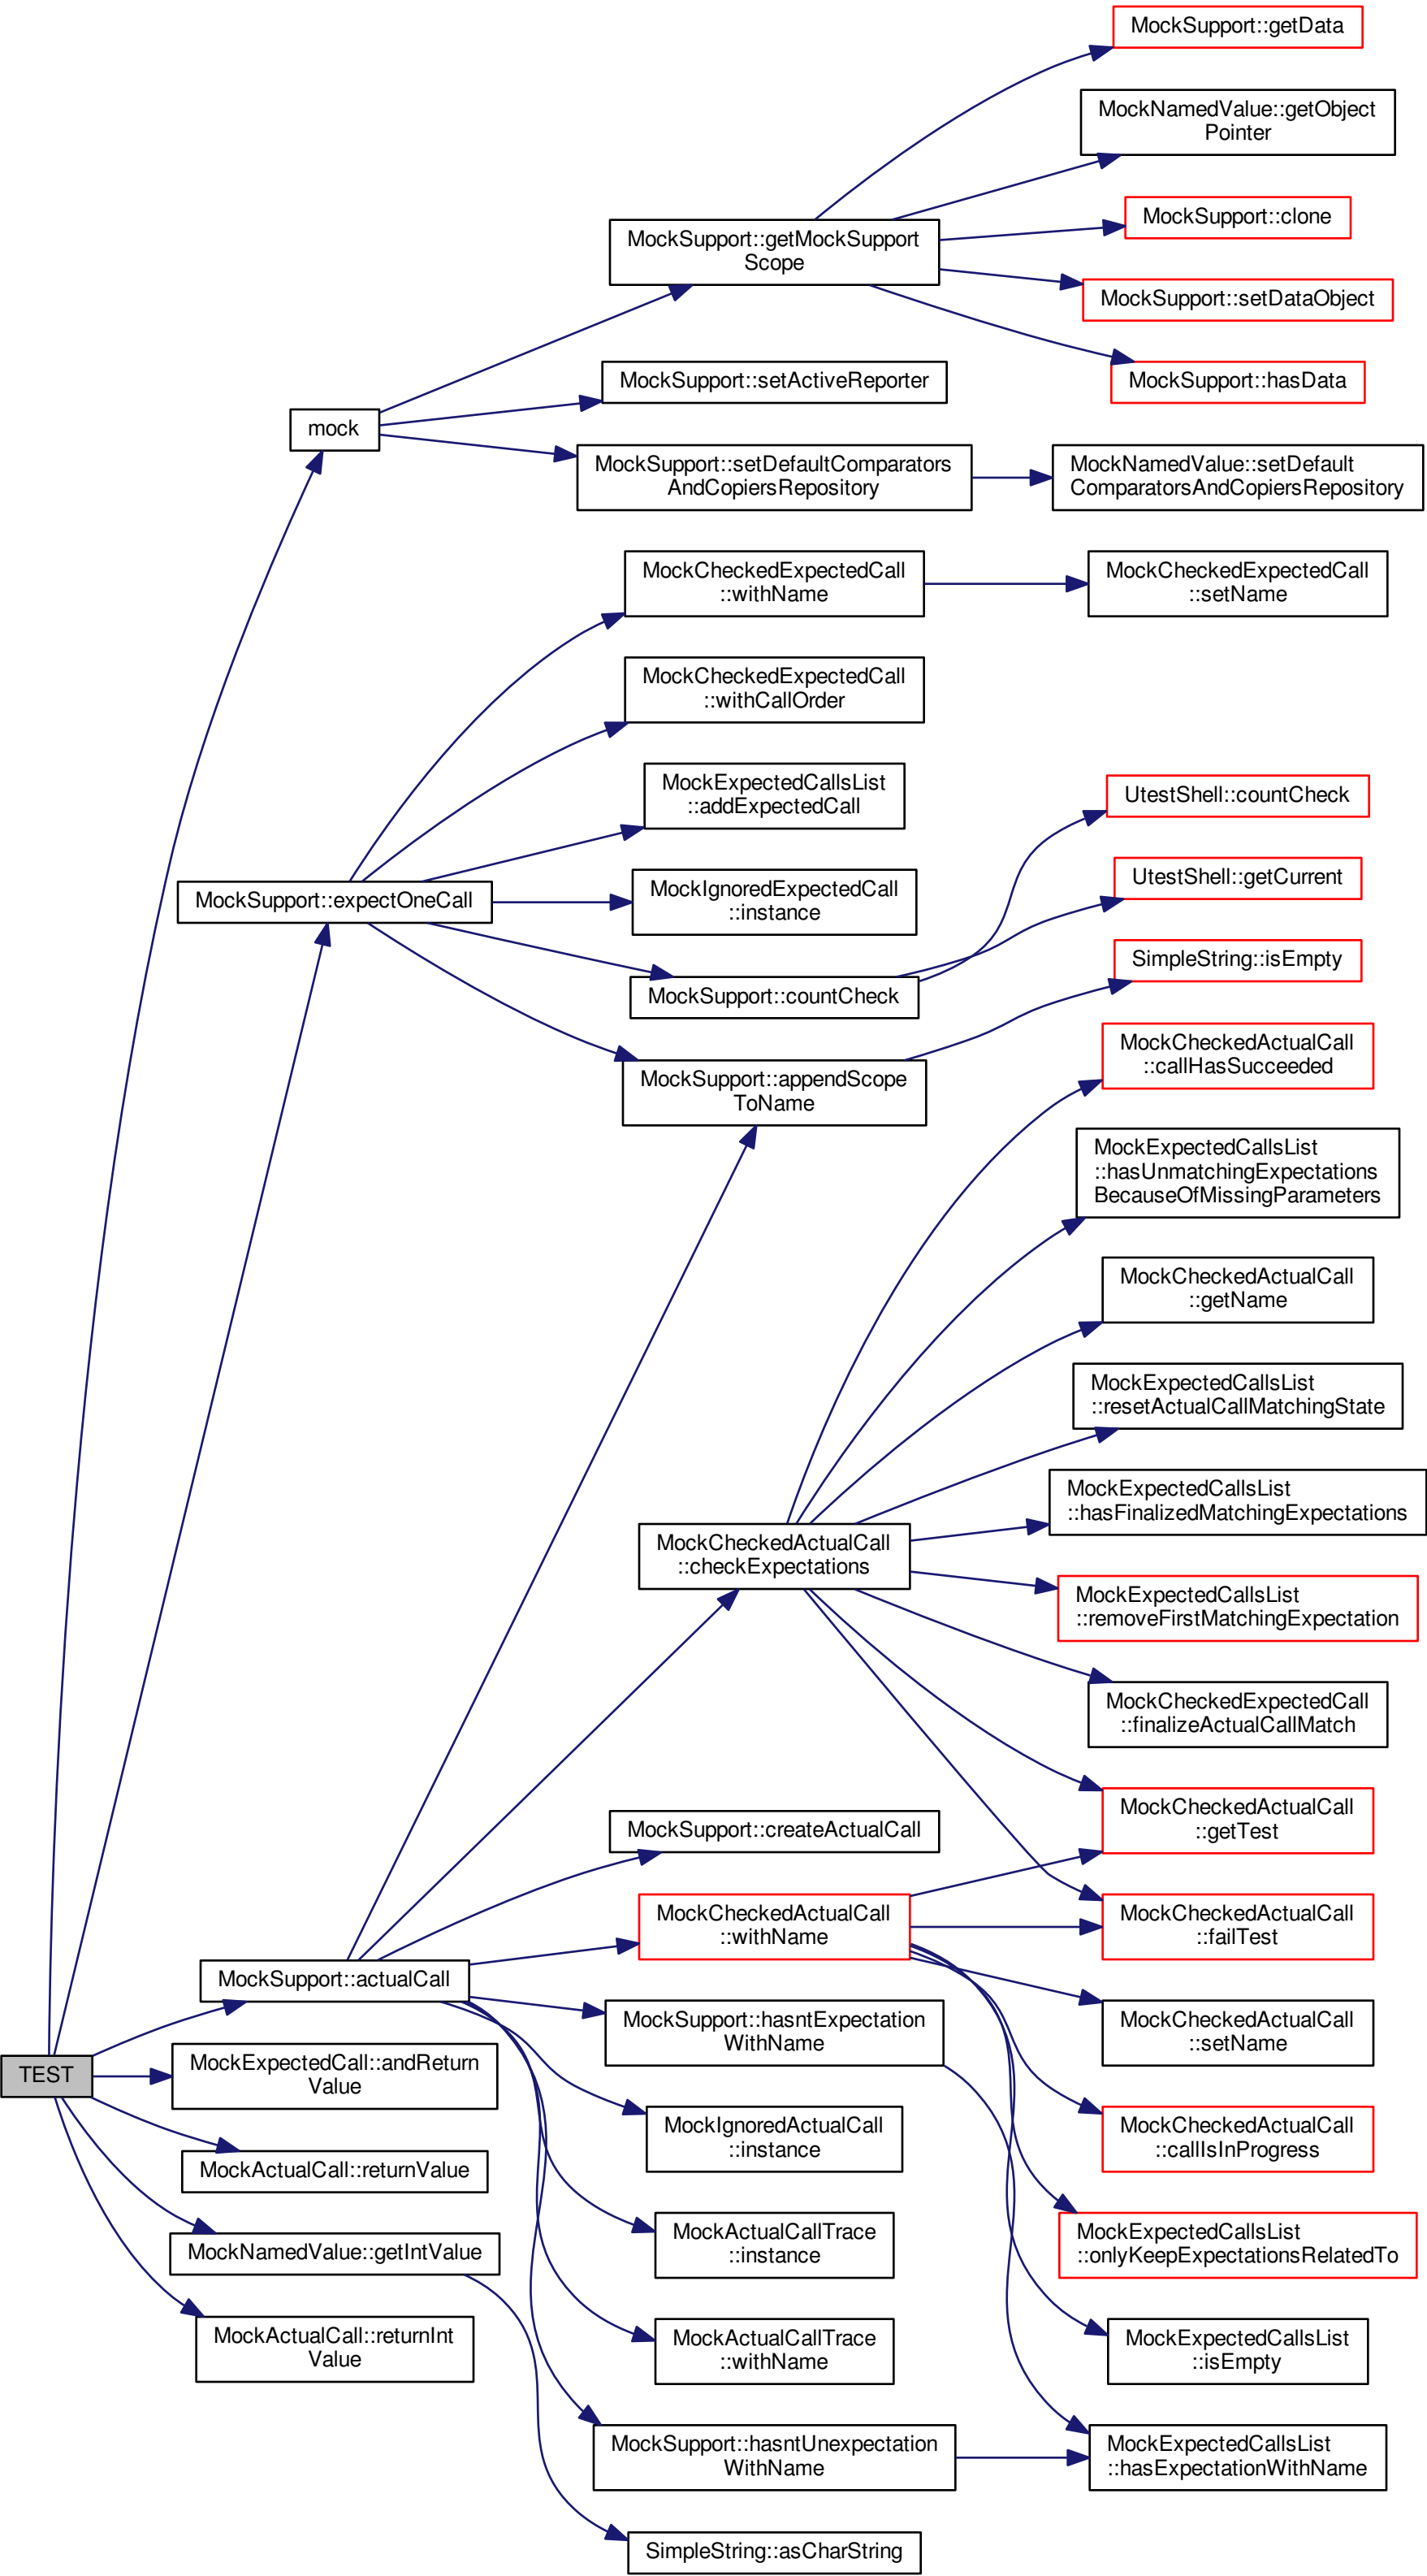 MockSupport::getData
MockNamedValue::getObject
Pointer
MockSupport::clone
MockSupport::getMockSupport
Scope
MockSupport::setDataObject
MockSupport::hasData
MockSupport::setActiveReporter
mock
MockSupport::setDefaultComparators
AndCopiersRepository
MockNamedValue::setDefault
ComparatorsAndCopiersRepository
MockCheckedExpectedCall
::withName
MockCheckedExpectedCall
::setName
MockCheckedExpectedCall
::withCallOrder
MockExpectedCallsList
::addExpectedCall
UtestShell::countCheck
MockSupport::expectOneCall
MockIgnoredExpectedCall
::instance
UtestShell::getCurrent
SimpleString::isEmpty
MockSupport::countCheck
MockCheckedActualCall
::callHasSucceeded
MockSupport::appendScope
ToName
MockExpectedCallsList
::hasUnmatchingExpectations
BecauseOfMissingParameters
MockCheckedActualCall
::getName
MockExpectedCallsList
::resetActualCallMatchingState
MockExpectedCallsList
::hasFinalizedMatchingExpectations
MockCheckedActualCall
::checkExpectations
MockExpectedCallsList
::removeFirstMatchingExpectation
MockCheckedExpectedCall
::finalizeActualCallMatch
MockCheckedActualCall
::getTest
MockSupport::createActualCall
MockCheckedActualCall
::withName
MockCheckedActualCall
::failTest
MockSupport::actualCall
MockSupport::hasntExpectation
WithName
MockCheckedActualCall
::setName
TEST
MockExpectedCall::andReturn
Value
MockIgnoredActualCall
::instance
MockCheckedActualCall
::callIsInProgress
MockActualCall::returnValue
MockNamedValue::getIntValue
MockActualCallTrace
::instance
MockExpectedCallsList
::onlyKeepExpectationsRelatedTo
MockActualCall::returnInt
Value
MockActualCallTrace
::withName
MockExpectedCallsList
::isEmpty
MockSupport::hasntUnexpectation
WithName
MockExpectedCallsList
::hasExpectationWithName
SimpleString::asCharString